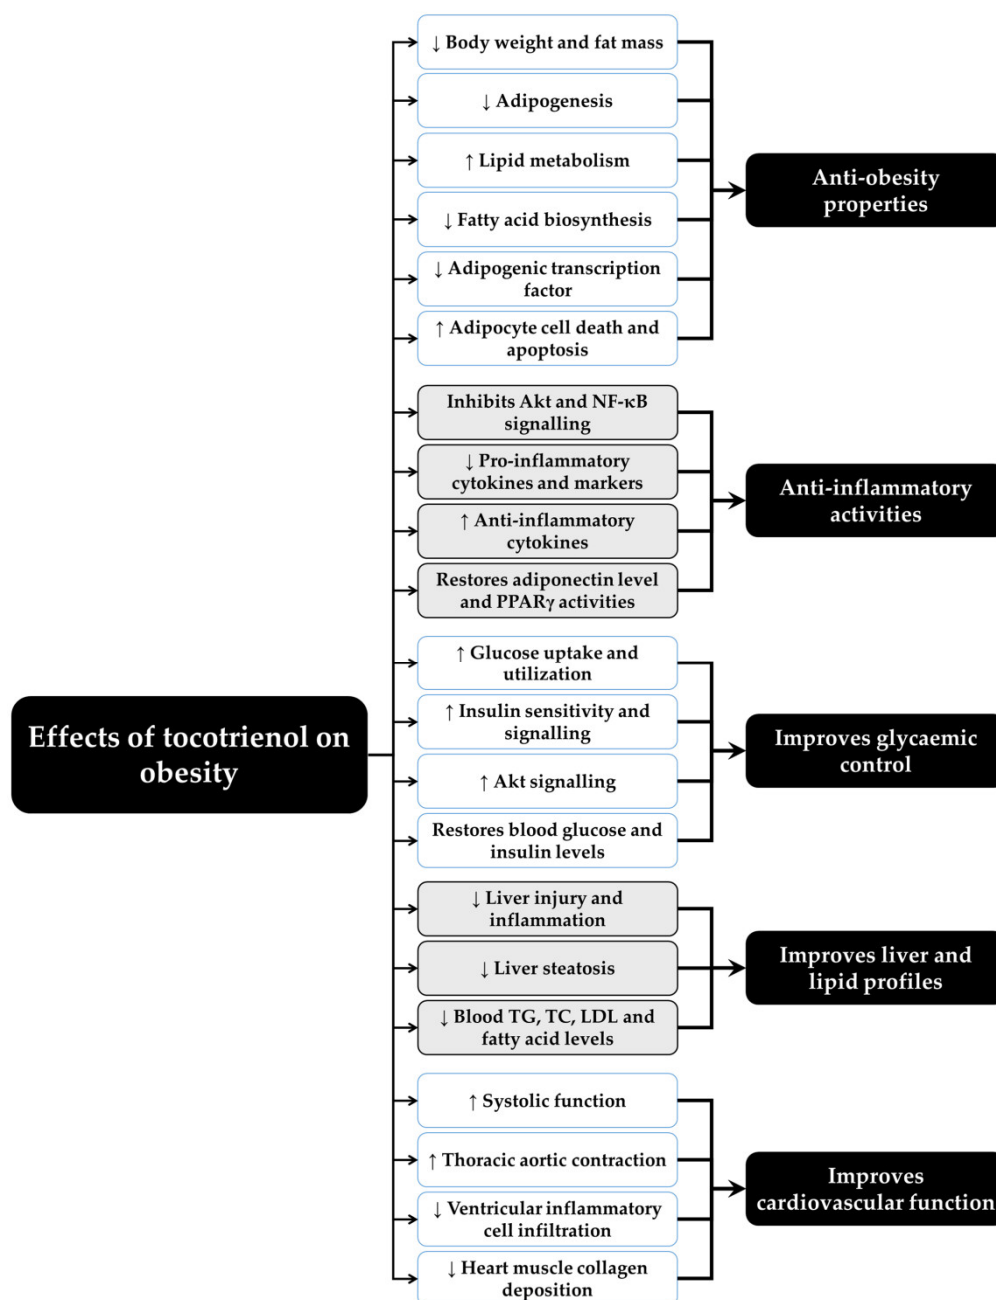 ↓ Body weight and fat mass
↓ Adipogenesis
↑ Lipid metabolism
↓ Fatty acid biosynthesis
↓ Adipogenic transcription
factor
↑ Adipocyte cell death and
apoptosis
Anti-obesity
properties
Inhibits Akt and NF-κB
signalling
↓ Pro-inflammatory
cytokines and markers
↑ Anti-inflammatory
cytokines
Restores adiponectin level
and PPARγ activities
Anti-inflammatory
activities
Effects of tocotrienol on
obesity
↑ Glucose uptake and
utilization
↑ Insulin sensitivity and
signalling
↑ Akt signalling
Restores blood glucose and
insulin levels
Improves glycaemic
control
↓ Liver injury and
inflammation
↓ Liver steatosis
↓ Blood TG, TC, LDL and
fatty acid levels
Improves liver and
lipid profiles
↑ Systolic function
↑ Thoracic aortic contraction
↓ Ventricular inflammatory
cell infiltration
↓ Heart muscle collagen
deposition
Improves
cardiovascular function